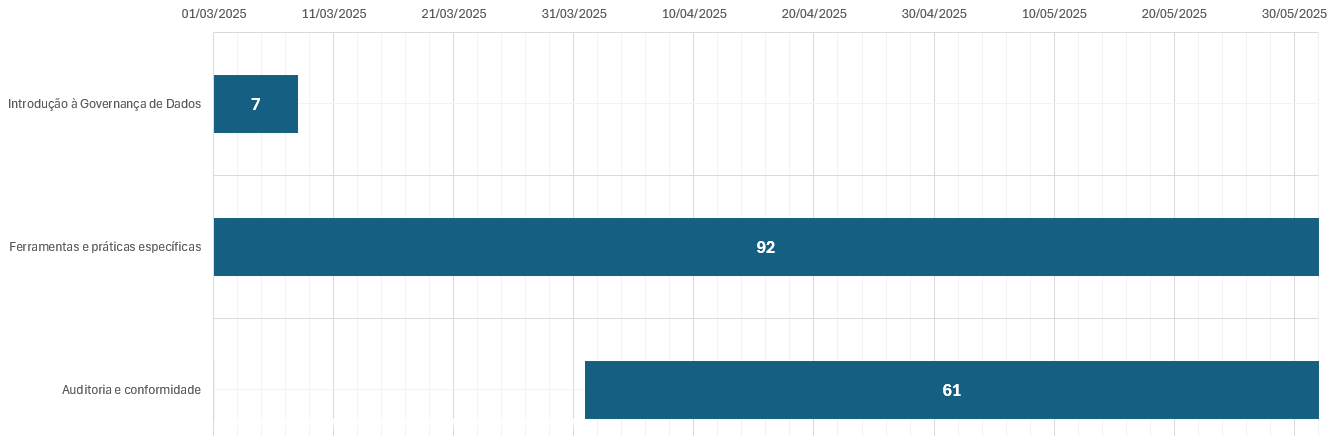 01/03/2025 11/03/2025 21/03/2025 31/03/2025 10/04/2025 20/04/2025 30/04/2025 10/05/2025 20/05/2025 30/05/2025
Introdução à Governança de Dados 7
Ferramentas e práticas específicas 92
Auditoria e conformidade 61